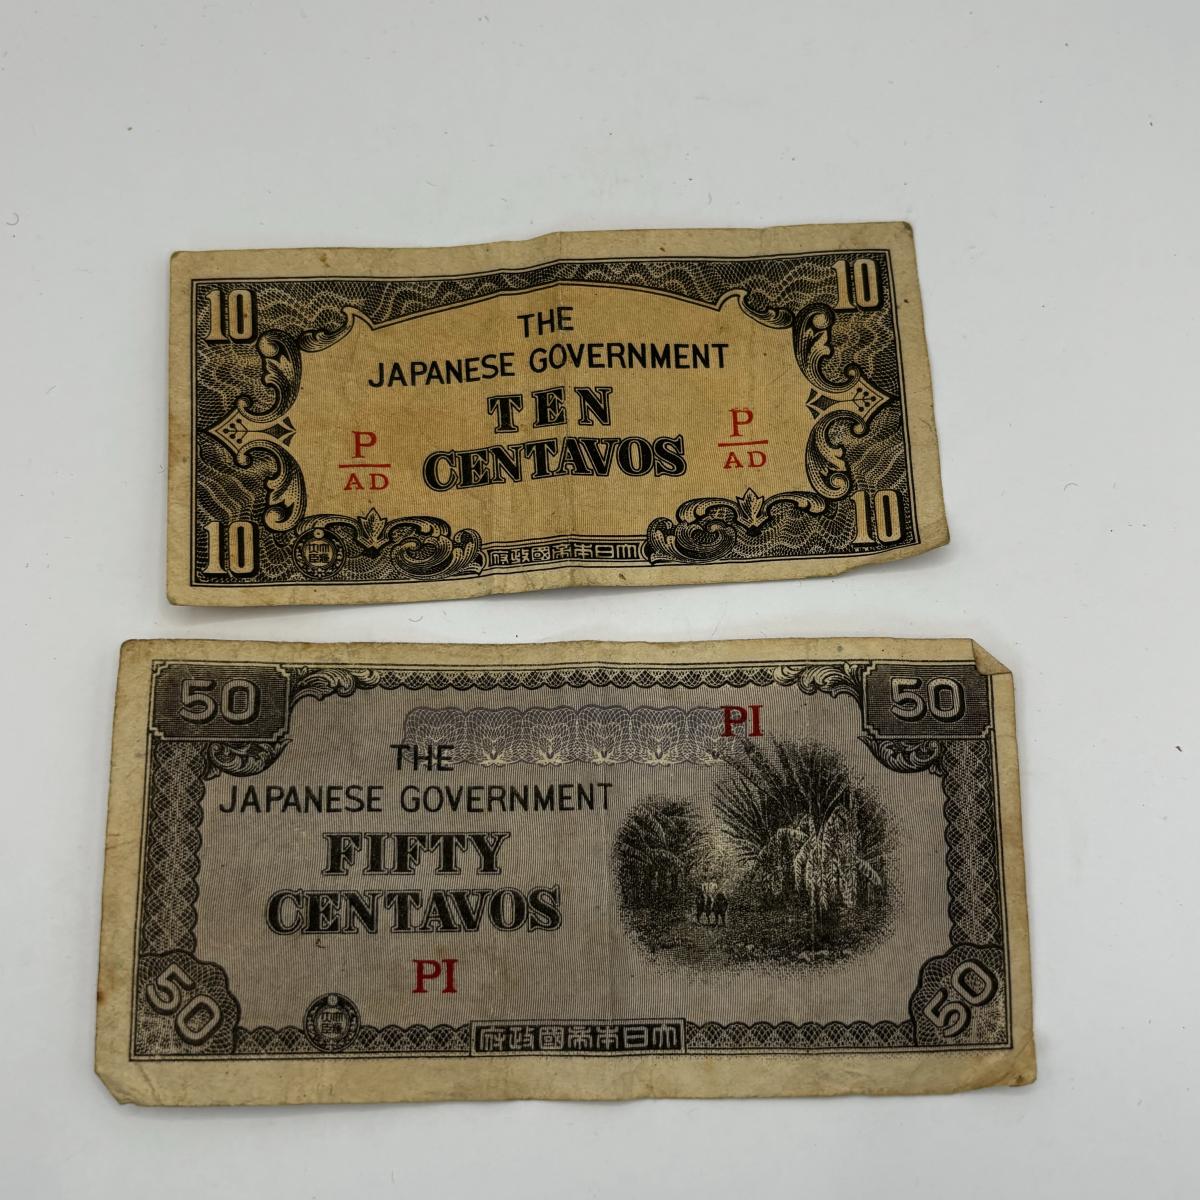 10 10
THE
JAPANESE GOVERNMENT
TEN
CENTAVOS
P
AD
P
AD
10 10
府政國帝本日大
50 50
PI
THE
JAPANESE GOVERNMENT
FIFTY
CENTAVOS
PI
50 50
府政國帝本日大